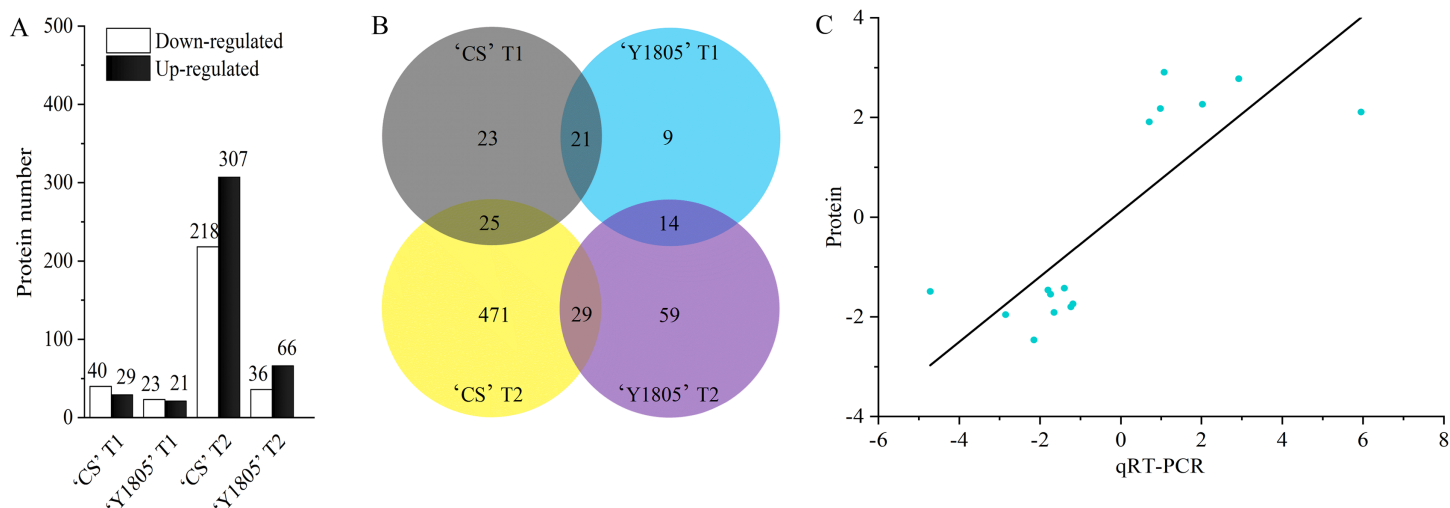 A
500
400
300
200
100
0
Protein number
Down-regulated
Up-regulated
40
29
23
21
218
307
36
66
‘CS’ T1
‘Y1805’ T1
‘CS’ T2
‘Y1805’ T2
B
‘CS’ T1
‘Y1805’ T1
23
21
9
25
14
471
29
59
‘CS’ T2
‘Y1805’ T2
C
4
2
0
-2
-4
Protein
-6
-4
-2
0
2
4
6
8
qRT-PCR